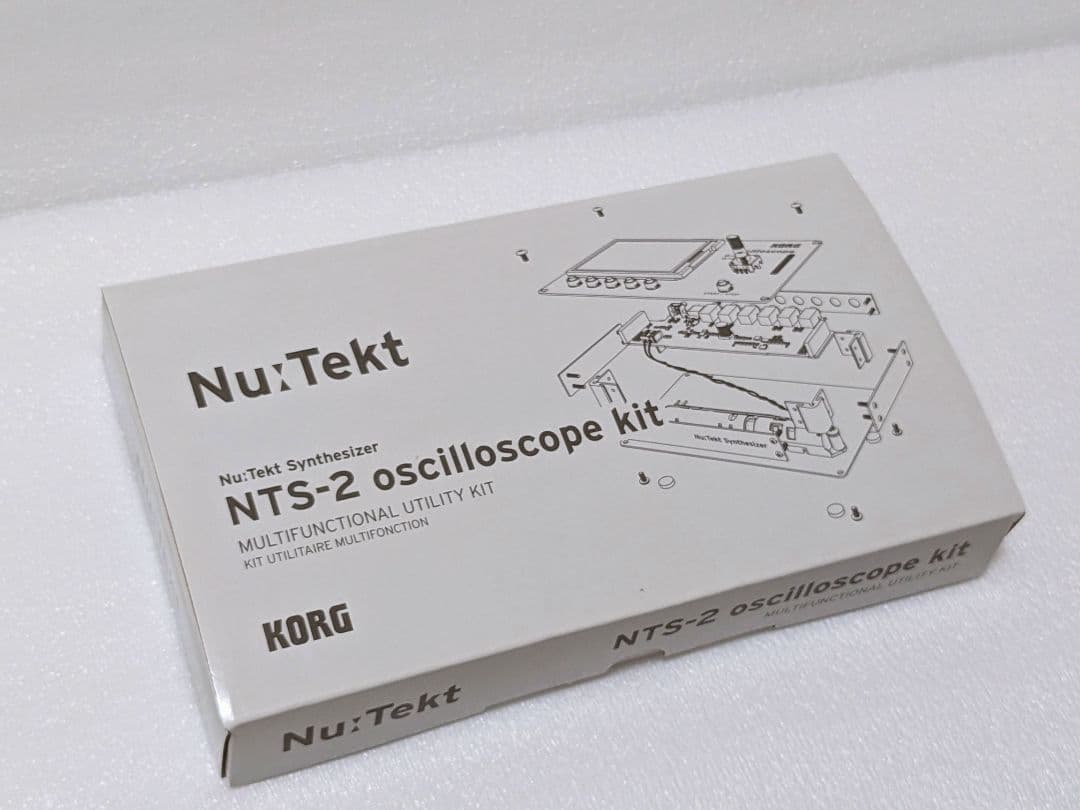 Nu:Tekt
Nu:Tekt Synthesizer
NTS-2 oscilloscope kit
MULTIFUNCTIONAL UTILITY KIT
KIT UTILITAIRE MULTIFONCTION
KORG
KORG
oscilloscope
Nu:Tekt Synthesizer
Nu:Tekt
NTS-2 oscilloscope kit
MULTIFUNCTIONAL UTILITY KIT